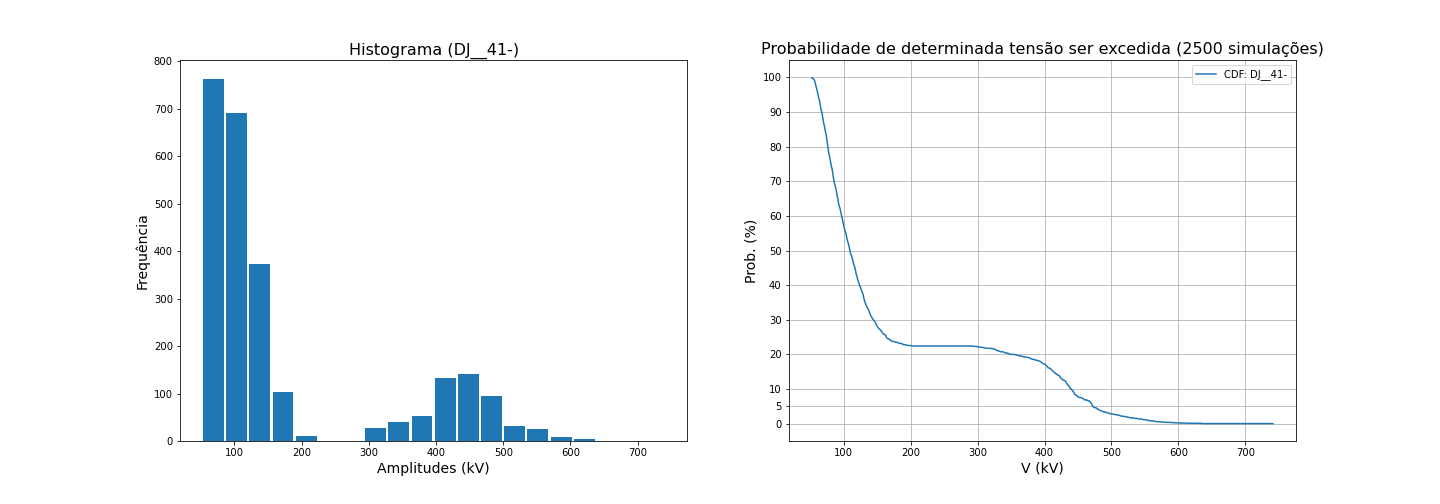 Histograma (DJ__41-)
800
700
600
500
400
300
200
100
0
Frequência
100 200 300 400 500 600 700
Amplitudes (kV)
Probabilidade de determinada tensão ser excedida (2500 simulações)
CDF: DJ__41-
100
90
80
70
60
50
40
30
20
10
5
0
Prob. (%)
100 200 300 400 500 600 700
V (kV)